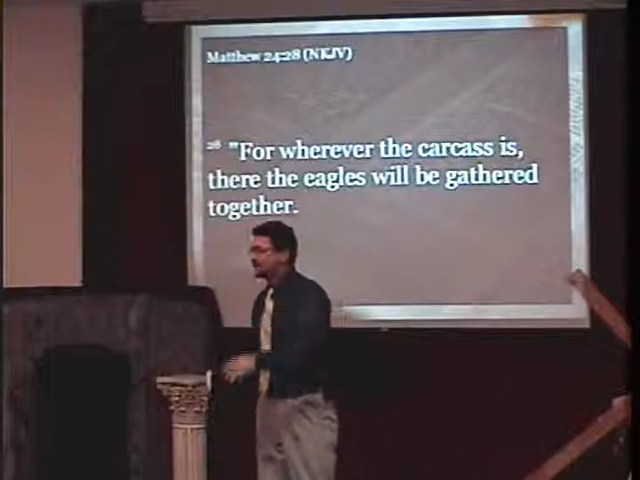 Matthew 24:28 (NKJV)
28 "For wherever the carcass is,
there the eagles will be gathered
together.